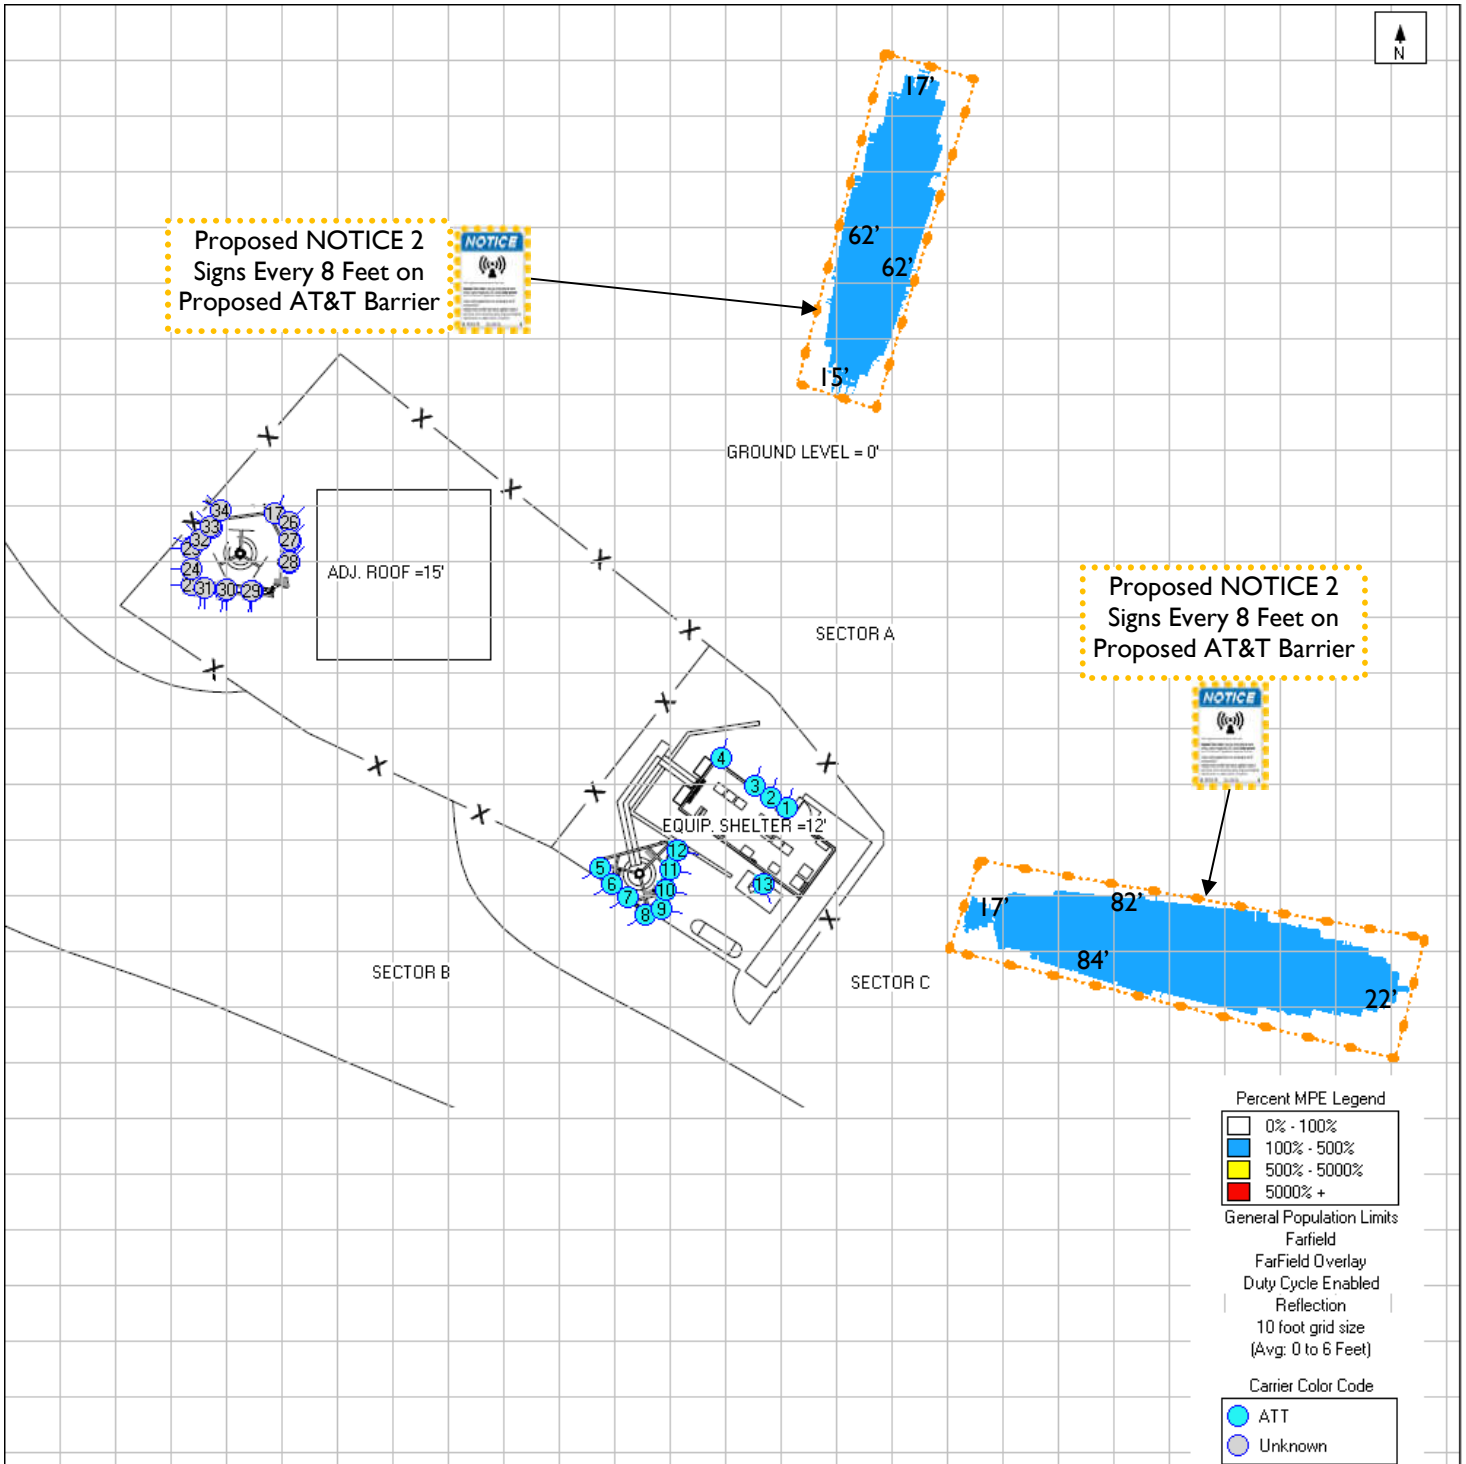 N
17'
Proposed NOTICE 2
Signs Every 8 Feet on
Proposed AT&T Barrier
NOTICE
62'
62'
15'
GROUND LEVEL = 0'
34
17
33
26
32
27
28
24
31
30
29
ADJ. ROOF =15'
SECTOR A
Proposed NOTICE 2
Signs Every 8 Feet on
Proposed AT&T Barrier
NOTICE
4
3
2
1
EQUIP. SHELTER =12'
12
5
11
6
13
10
7
9
8
17'
82'
84'
22'
SECTOR B
SECTOR C
Percent MPE Legend
0% - 100%
100% - 500%
500% - 5000%
5000% +
General Population Limits
Farfield
FarField Overlay
Duty Cycle Enabled
Reflection
10 foot grid size
(Avg: 0 to 6 Feet)
Carrier Color Code
ATT
Unknown